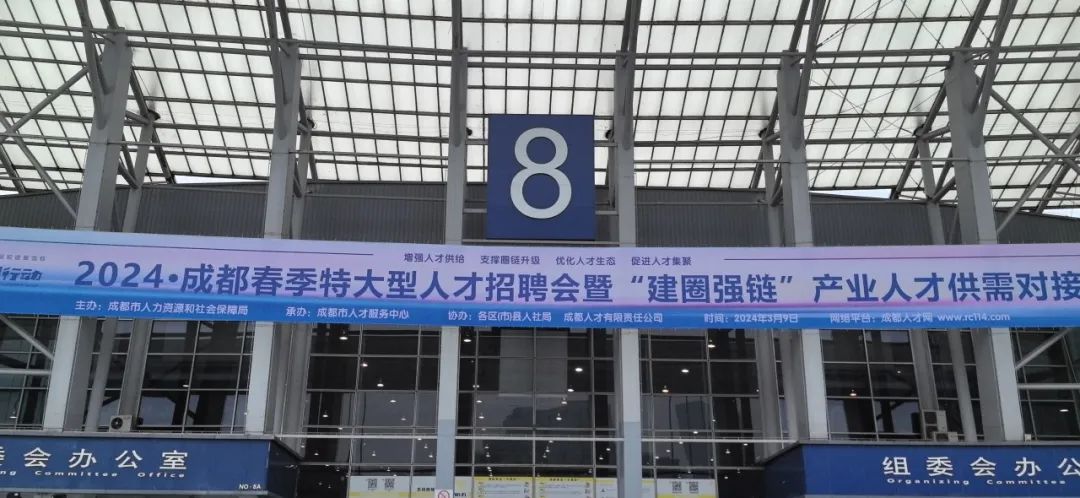 8
增强人才供给 支撑圈链升级 优化人才生态 促进人才集聚
2024·成都春季特大型人才招聘会暨“建圈强链”产业人才供需对接
主办：成都市人力资源和社会保障局 承办：成都市人才服务中心 协办：各区(市)县人社局 成都人才有限责任公司 时间：2024年3月9日 网络平台：成都人才网 www.rc114.com
委会办公室
nizing Committee Office
NO·8A
组委会办公
Organizing Committee